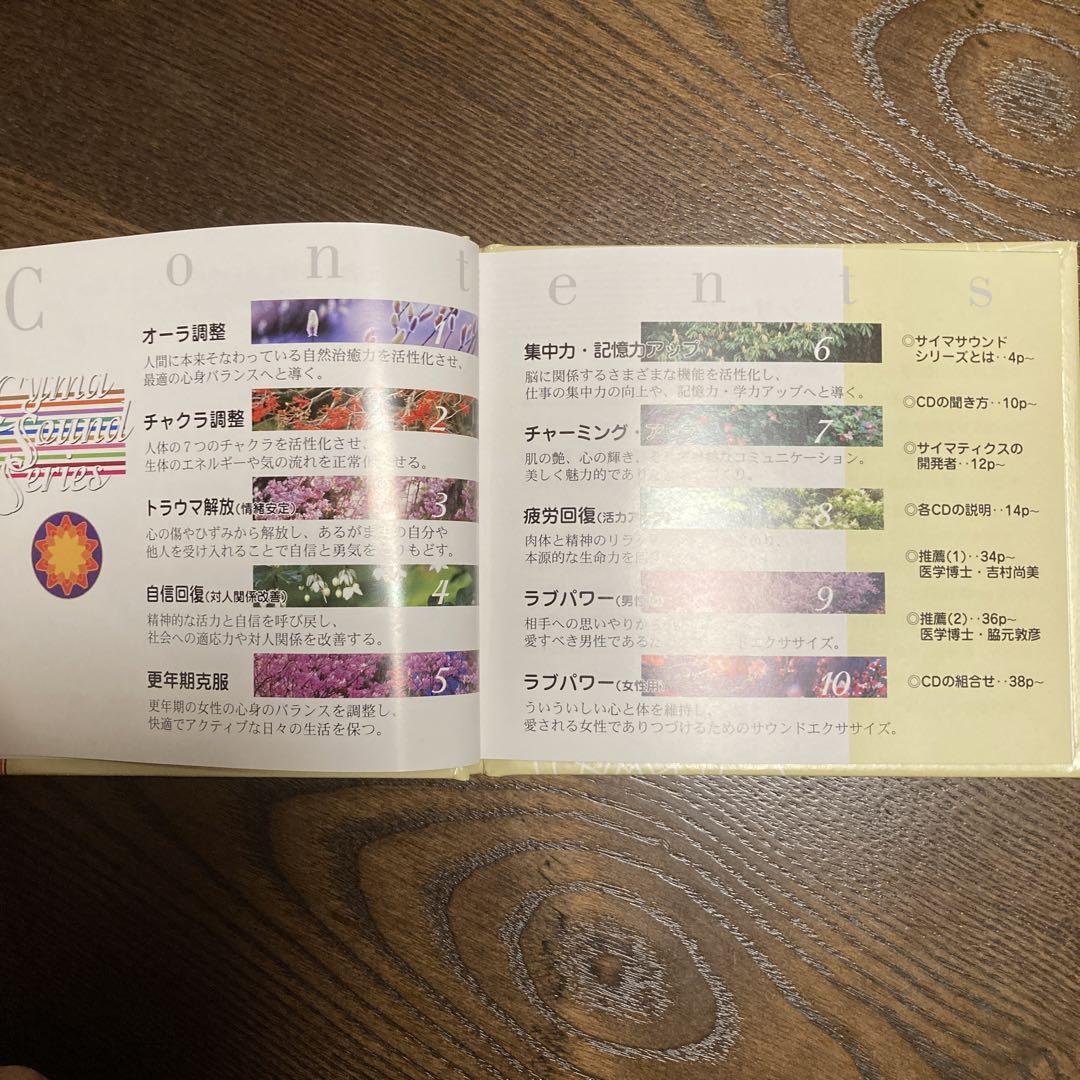 Contents
Cyma
Sound
Series
オーラ調整
1
人間に本来そなわっている自然治癒力を活性化させ、
最適の心身バランスへと導く。
チャクラ調整
2
人体の7つのチャクラを活性化させ、
生体のエネルギーや気の流れを正常化させる。
トラウマ解放(情緒安定)
3
心の傷やひずみから解放し、あるがままの自分や
他人を受け入れることで自信と勇気をとりもどす。
自信回復(対人関係改善)
4
精神的な活力と自信を呼び戻し、
社会への適応力や対人関係を改善する。
更年期克服
5
更年期の女性の心身のバランスを調整し、
快適でアクティブな日々の生活を保つ。
集中力・記憶力アップ
6
脳に関係するさまざまな機能を活性化し、
仕事の集中力の向上や、記憶力・学力アップへと導く。
チャーミング・アップ
7
肌の艶、心の輝き、コミュニケーション。
美しく魅力的であり
疲労回復(活力アップ)
8
肉体と精神のリラ
本源的な生命力を
ラブパワー(男性
9
相手への思いやり
愛すべき男性であるた ドエクササイズ。
ラブパワー(女性用)
10
ういういしい心と体を維持し、
愛される女性でありつづけるためのサウンドエクササイズ。
◎サイマサウンド
シリーズとは‥4p~
◎CDの聞き方‥10p~
◎サイマティクスの
開発者‥12p~
◎各CDの説明‥14p~
◎推薦(1)‥34p~
医学博士・吉村尚美
◎推薦(2)‥36p~
医学博士・脇元敦彦
◎CDの組合せ‥38p~